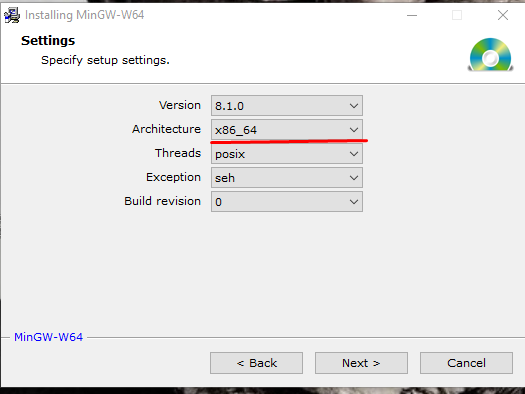 Installing MinGW-W64
Settings
Specify setup settings.
Version 8.1.0
Architecture x86_64
Threads posix
Exception seh
Build revision 0
MinGW-W64
< Back Next > Cancel